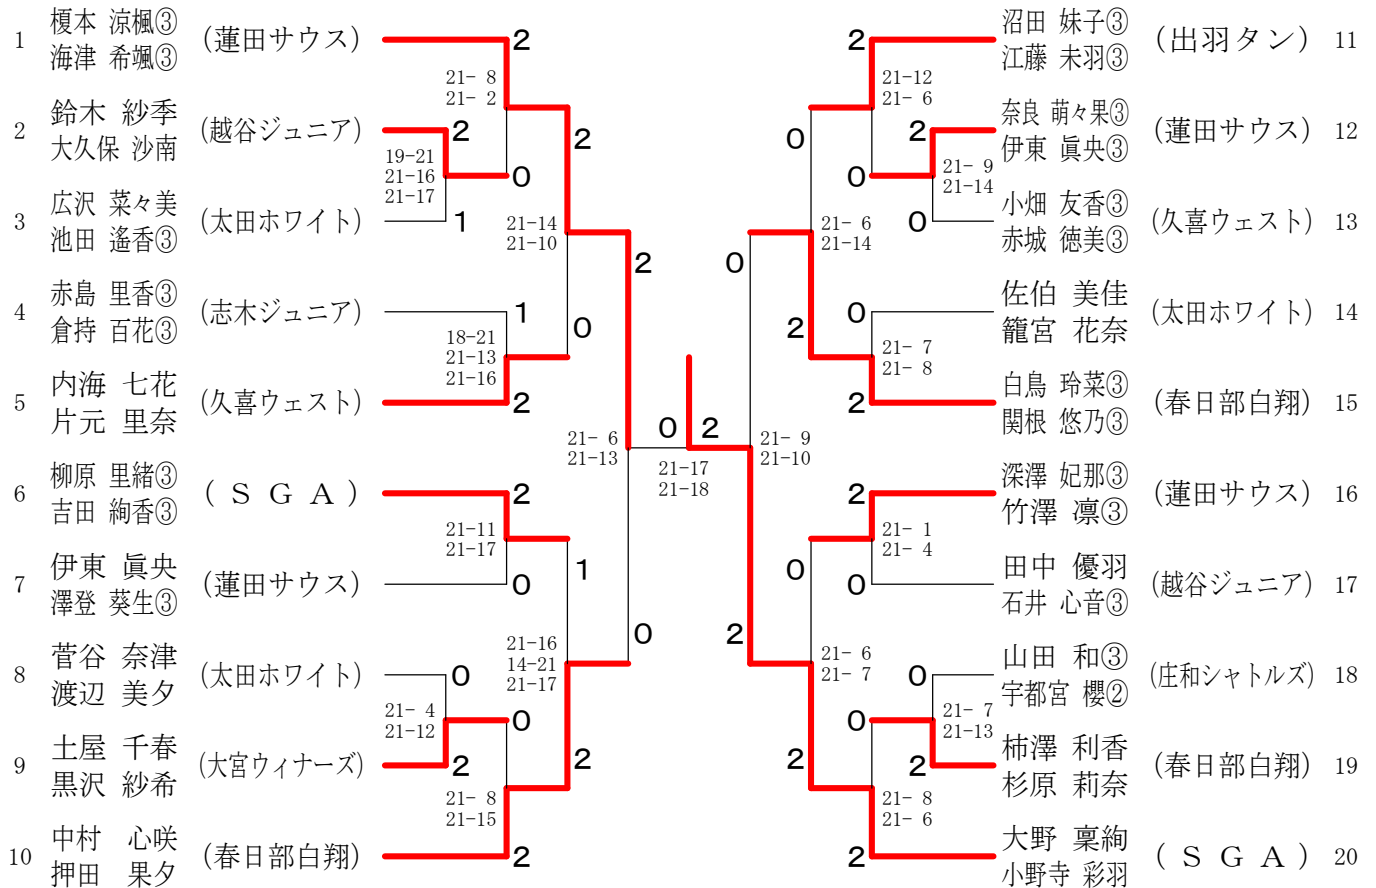 1 榎本 涼楓③ (蓮田サウス)
海津 希颯③
2
21- 8
21- 2
2 鈴木 紗季 (越谷ジュニア)
大久保 沙南
2
19-21
21-16
21-17
0
2
3 広沢 菜々美 (太田ホワイト)
池田 遙香③
1
21-14
21-10
2
4 赤島 里香③ (志木ジュニア)
倉持 百花③
1
18-21
21-13
21-16
0
5 内海 七花 (久喜ウェスト)
片元 里奈
2
21- 6
21-13
6 柳原 里緒③ (ＳＧＡ)
吉田 絢香③
2
21-11
21-17
1
7 伊東 眞央 (蓮田サウス)
澤登 葵生③
0
21-16
14-21
21-17
0
8 菅谷 奈津 (太田ホワイト)
渡辺 美夕
0
21- 4
21-12
0
9 土屋 千春 (大宮ウィナーズ)
黒沢 紗希
2
2
21- 8
21-15
10 中村 心咲 (春日部白翔)
押田 果夕
2
0 2
21-17
21-18
沼田 妹子③ (出羽タン) 11
江藤 未羽③
2
21-12
21- 6
0
奈良 萌々果③ (蓮田サウス) 12
伊東 眞央③
2
0
21- 9
21-14
小畑 友香③ (久喜ウェスト) 13
赤城 徳美③
0
21- 6
21-14
0
佐伯 美佳 (太田ホワイト) 14
籠宮 花奈
0
2
21- 7
21- 8
白鳥 玲菜③ (春日部白翔) 15
関根 悠乃③
2
21- 9
21-10
深澤 妃那③ (蓮田サウス) 16
竹澤 凛③
2
21- 1
21- 4
0
田中 優羽 (越谷ジュニア) 17
石井 心音③
0
2
21- 6
21- 7
山田 和③ (庄和シャトルズ) 18
宇都宮 櫻②
0
21- 7
21-13
0
柿澤 利香 (春日部白翔) 19
杉原 莉奈
2
2
21- 8
21- 6
大野 稟絢 (ＳＧＡ) 20
小野寺 彩羽
2